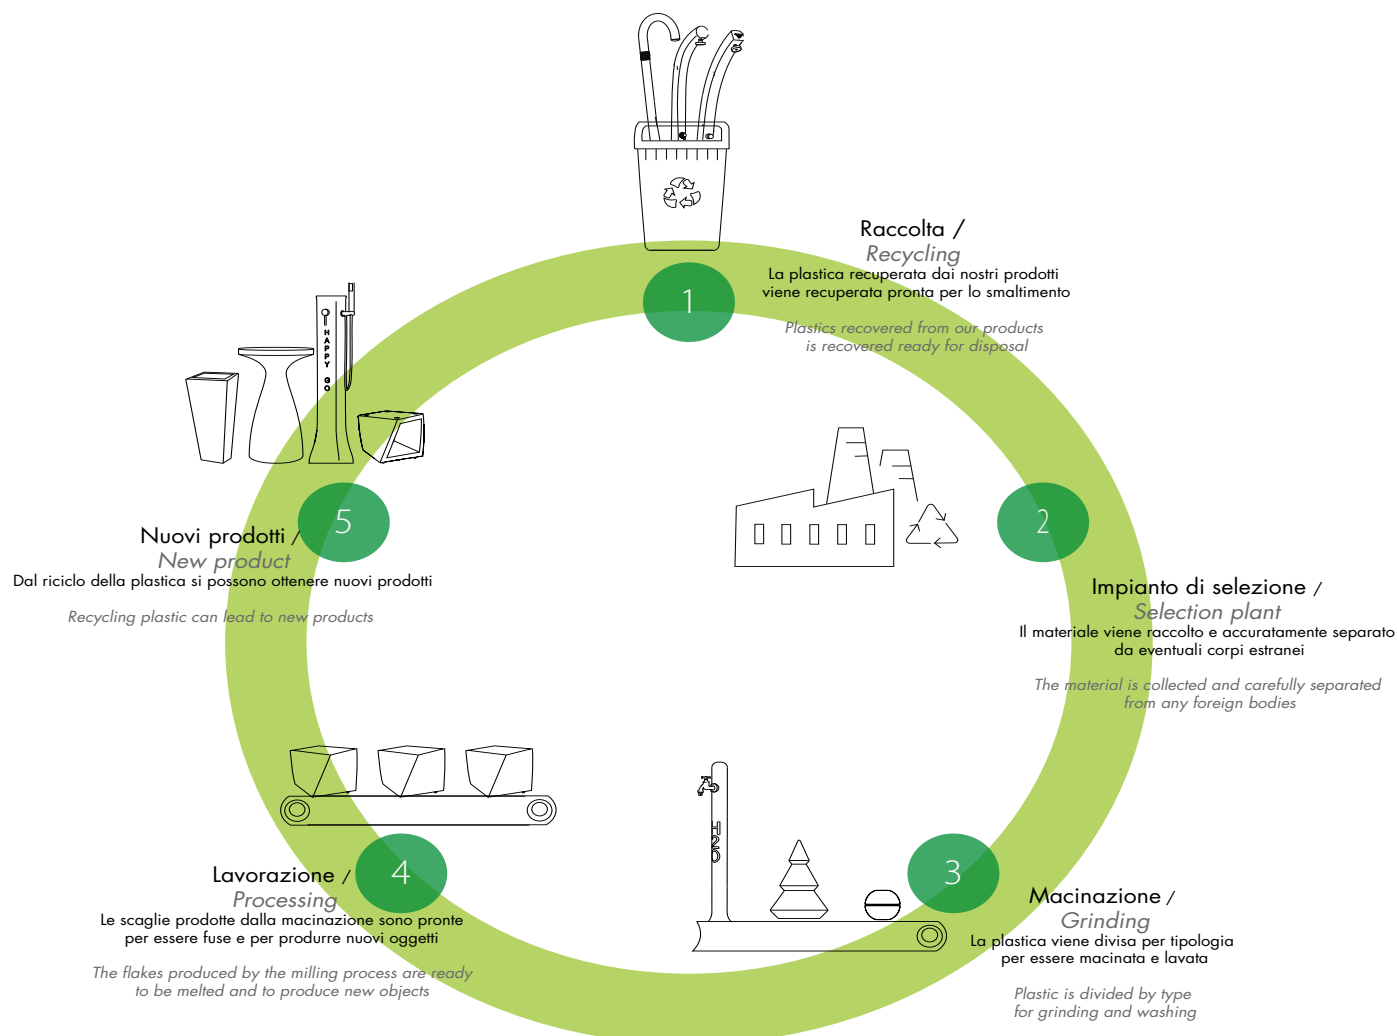 Raccolta /
Recycling
La plastica recuperata dai nostri prodotti
viene recuperata pronta per lo smaltimento
Plastics recovered from our products
is recovered ready for disposal
1
HAPPY GO
2
Impianto di selezione /
Selection plant
Il materiale viene raccolto e accuratamente separato
da eventuali corpi estranei
The material is collected and carefully separated
from any foreign bodies
H2O
3
Macinazione /
Grinding
La plastica viene divisa per tipologia
per essere macinata e lavata
Plastic is divided by type
for grinding and washing
4
Lavorazione /
Processing
Le scaglie prodotte dalla macinazione sono pronte
per essere fuse e per produrre nuovi oggetti
The flakes produced by the milling process are ready
to be melted and to produce new objects
5
Nuovi prodotti /
New product
Dal riciclo della plastica si possono ottenere nuovi prodotti
Recycling plastic can lead to new products